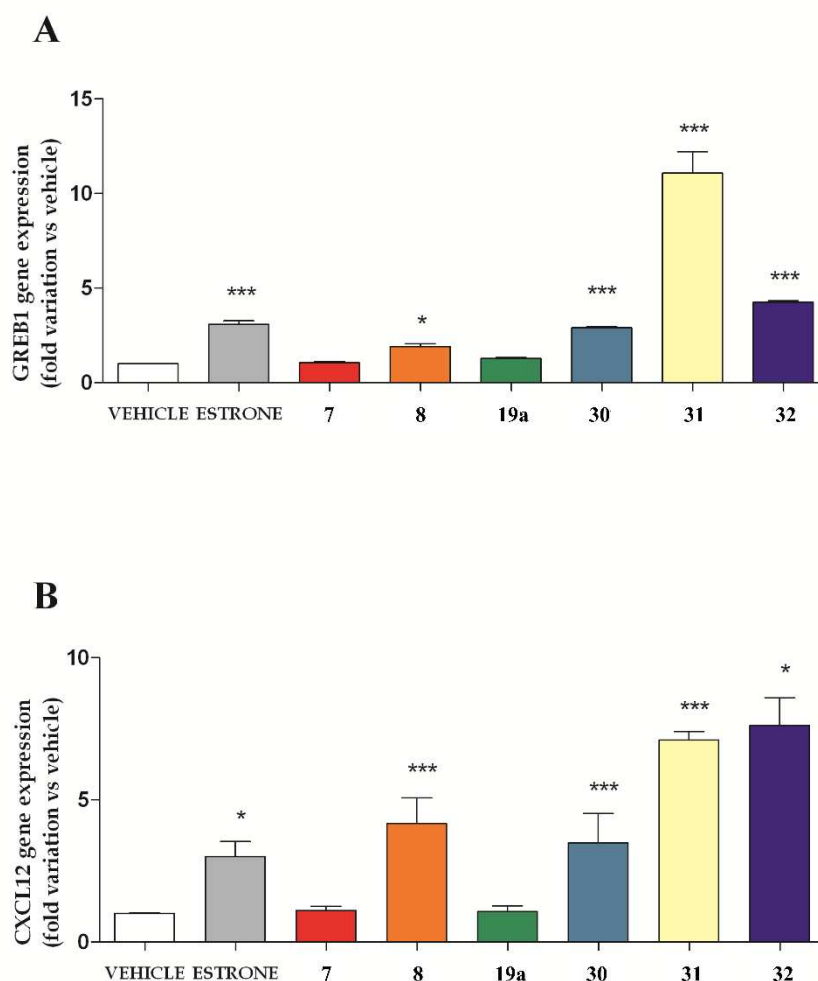 A
GREB1 gene expression
(fold variation vs vehicle)
15
10
5
0
***
*
***
***
***
VEHICLE ESTRONE 7 8 19a 30 31 32
B
CXCL12 gene expression
(fold variation vs vehicle)
10
5
0
*
***
***
***
*
VEHICLE ESTRONE 7 8 19a 30 31 32